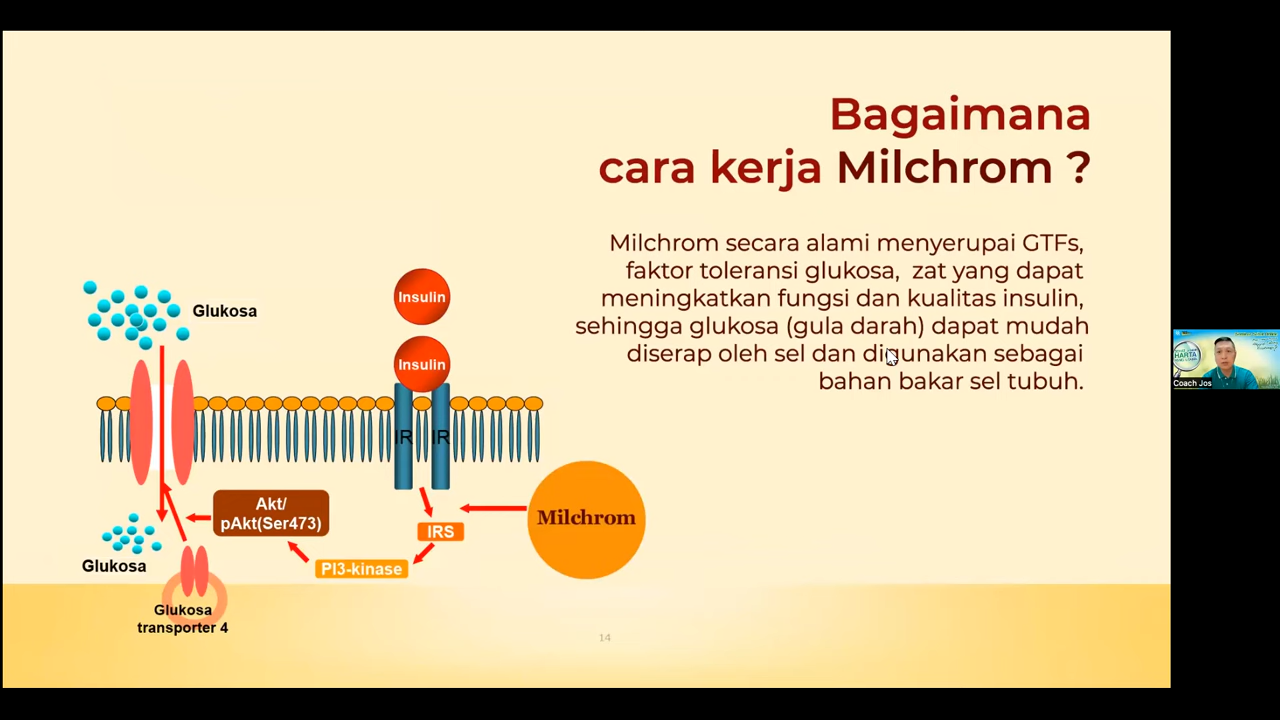 Bagaimana
cara kerja Milchrom ?
Milchrom secara alami menyerupai GTFs,
faktor toleransi glukosa, zat yang dapat
meningkatkan fungsi dan kualitas insulin,
sehingga glukosa (gula darah) dapat mudah
diserap oleh sel dan digunakan sebagai
bahan bakar sel tubuh.
Glukosa
Insulin
Insulin
IR IR
Akt/
pAkt(Ser473)
IRS
Milchrom
PI3-kinase
Glukosa
Glukosa
transporter 4
14
HARTA
Coach Jos